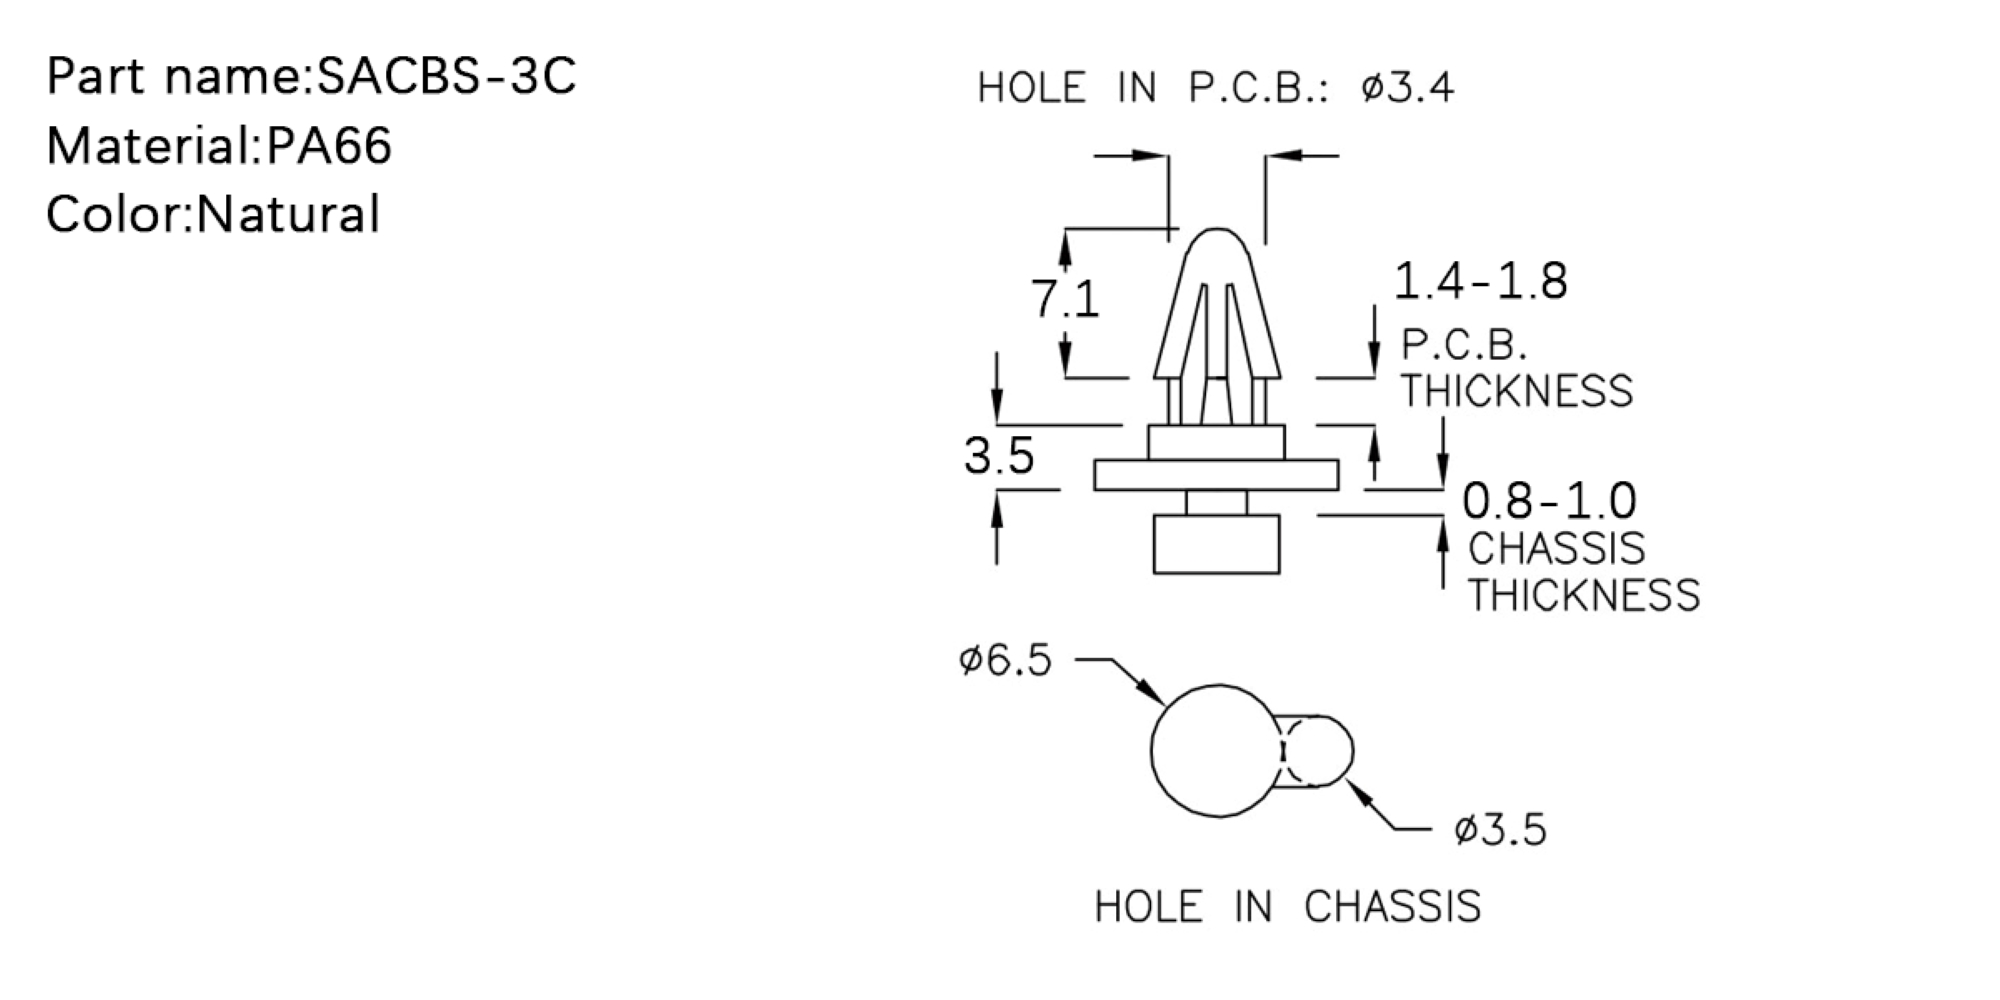 Part name:SACBS-3C
Material:PA66
Color:Natural
HOLE IN P.C.B.: ø3.4
7.1
1.4-1.8
P.C.B.
THICKNESS
3.5
0.8-1.0
CHASSIS
THICKNESS
ø6.5
ø3.5
HOLE IN CHASSIS